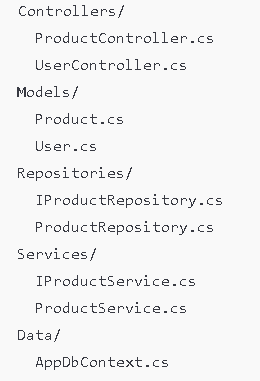 Controllers/
ProductController.cs
UserController.cs
Models/
Product.cs
User.cs
Repositories/
IProductRepository.cs
ProductRepository.cs
Services/
IProductService.cs
ProductService.cs
Data/
AppDbContext.cs